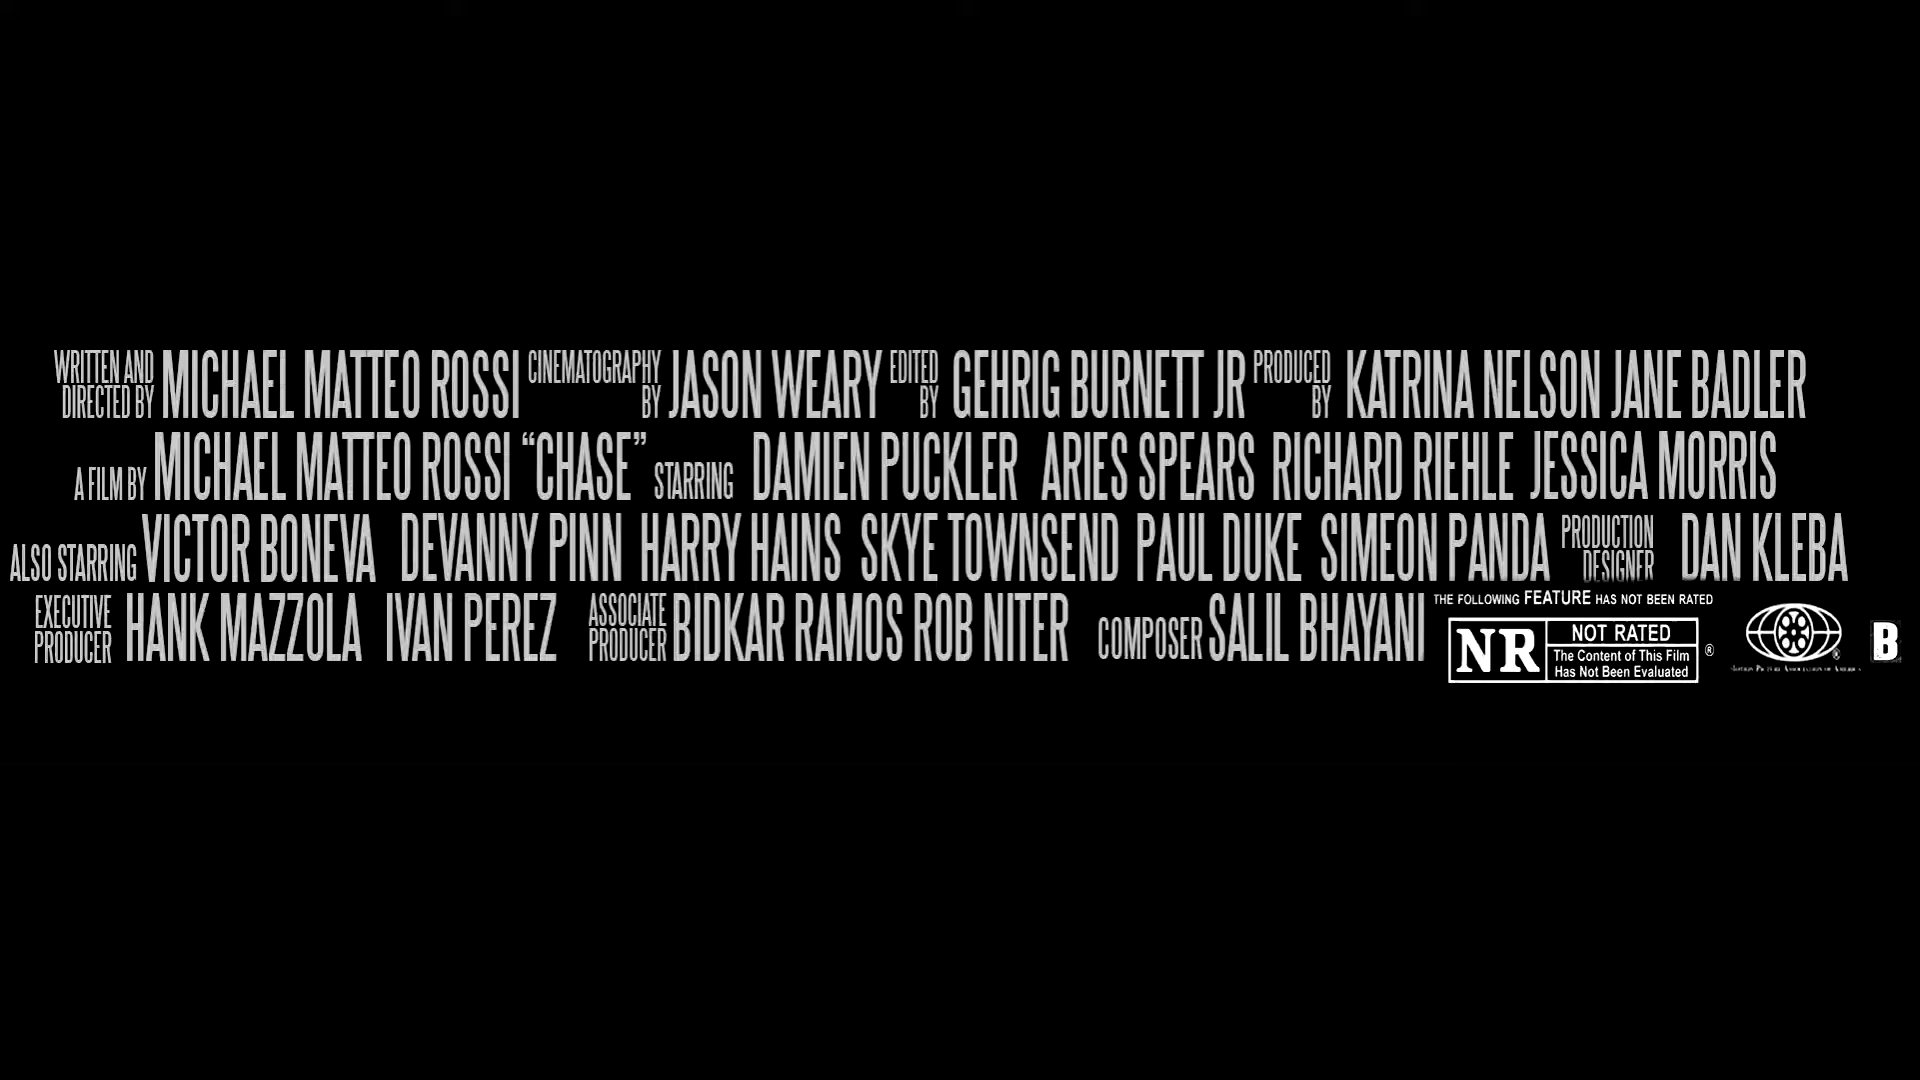 WRITTEN AND DIRECTED BY MICHAEL MATTEO ROSSI CINEMATOGRAPHY BY JASON WEARY EDITED BY GEHRIG BURNETT JR PRODUCED BY KATRINA NELSON JANE BADLER
A FILM BY MICHAEL MATTEO ROSSI “CHASE” STARRING DAMIEN PUCKLER ARIES SPEARS RICHARD RIEHLE JESSICA MORRIS
ALSO STARRING VICTOR BONEVA DEVANNY PINN HARRY HAINS SKYE TOWNSEND PAUL DUKE SIMEON PANDA PRODUCTION DESIGNER DAN KLEBA
EXECUTIVE PRODUCER HANK MAZZOLA IVAN PEREZ ASSOCIATE PRODUCER BIDKAR RAMOS ROB NITER COMPOSER SALIL BHAYANI
THE FOLLOWING FEATURE HAS NOT BEEN RATED
NR NOT RATED
The Content of This Film
Has Not Been Evaluated
®
B